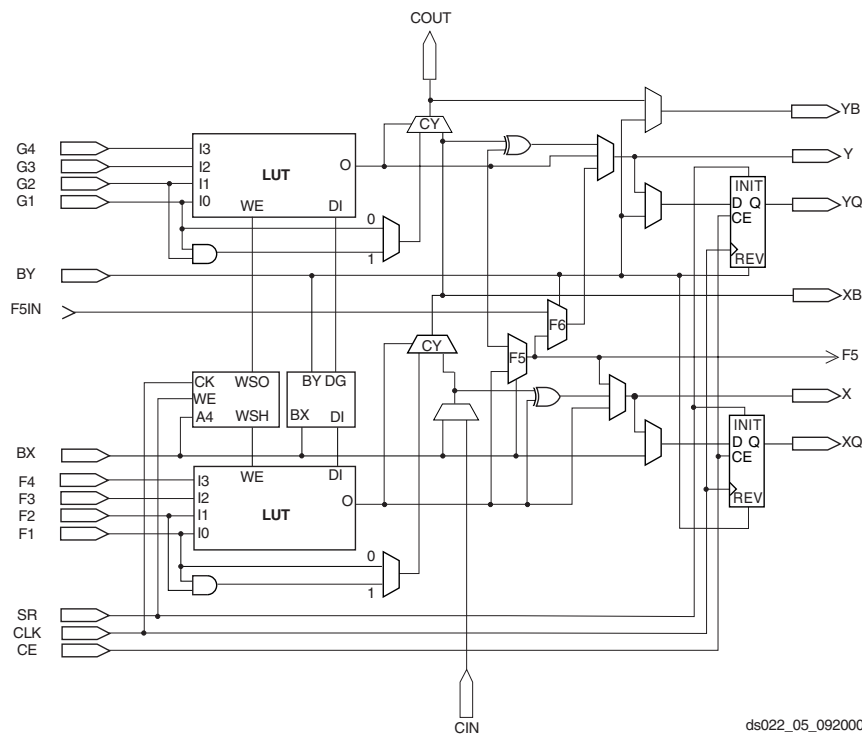 COUT
CY
YB
G4
G3
G2
G1
I3
I2
I1
I0
LUT
O
WE
DI
0
1
Y
INIT
D Q
CE
REV
YQ
BY
XB
F5IN
F6
CY
F5
F5
CK
WE
A4
WSO
WSH
BY DG
BX
DI
X
INIT
D Q
CE
REV
XQ
BX
F4
F3
F2
F1
WE
DI
I3
I2
I1
I0
LUT
O
0
1
SR
CLK
CE
CIN
ds022_05_092000